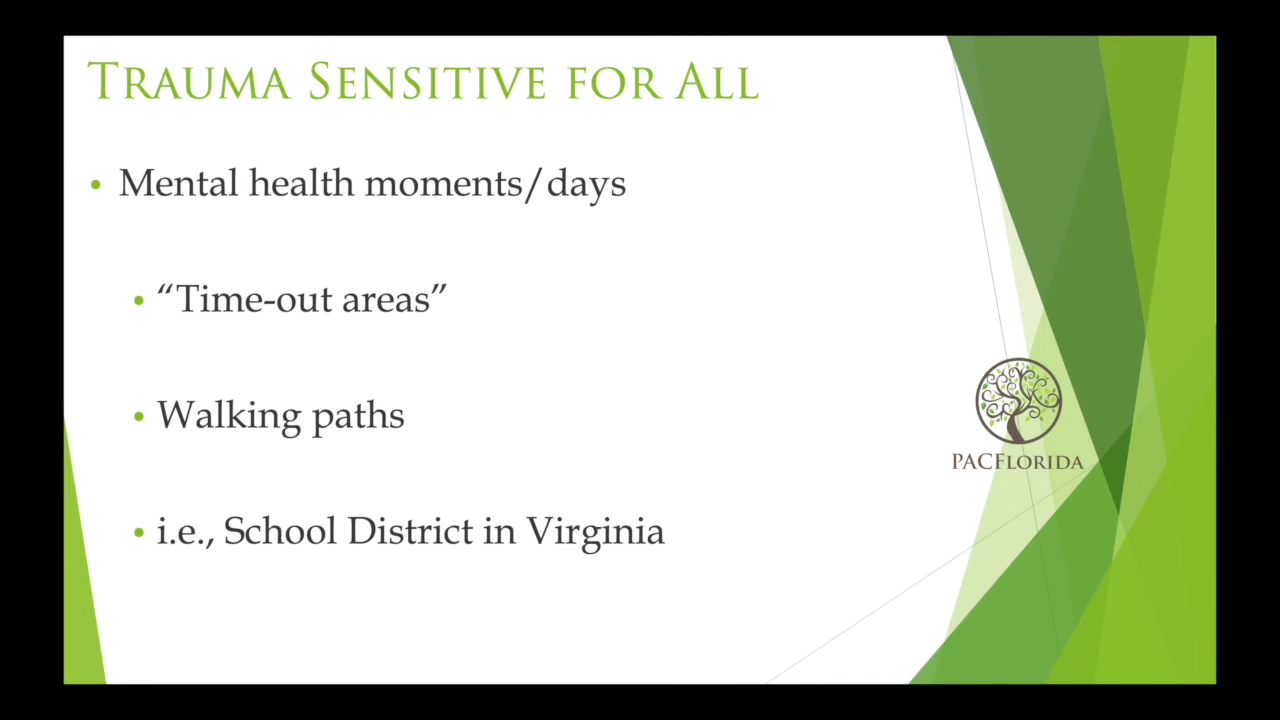 Trauma Sensitive for All
• Mental health moments/days
• “Time-out areas”
• Walking paths
• i.e., School District in Virginia
PACFlorida